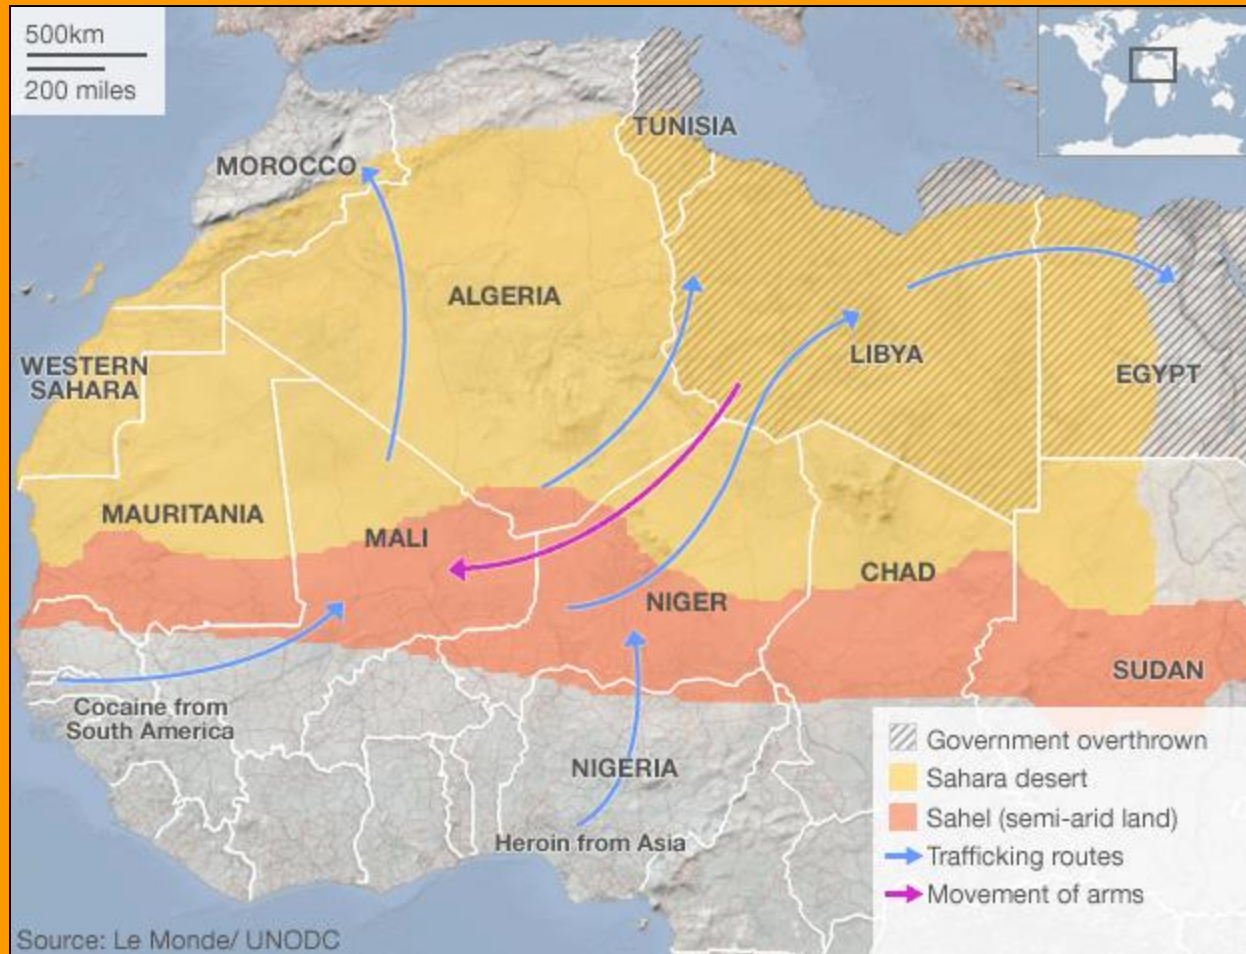 500km
200 miles
TUNISIA
MOROCCO
ALGERIA
LIBYA
WESTERN
SAHARA
EGYPT
MAURITANIA
MALI
CHAD
NIGER
SUDAN
Cocaine from
South America
NIGERIA
Heroin from Asia
Government overthrown
Sahara desert
Sahel (semi-arid land)
Trafficking routes
Movement of arms
Source: Le Monde/ UNODC